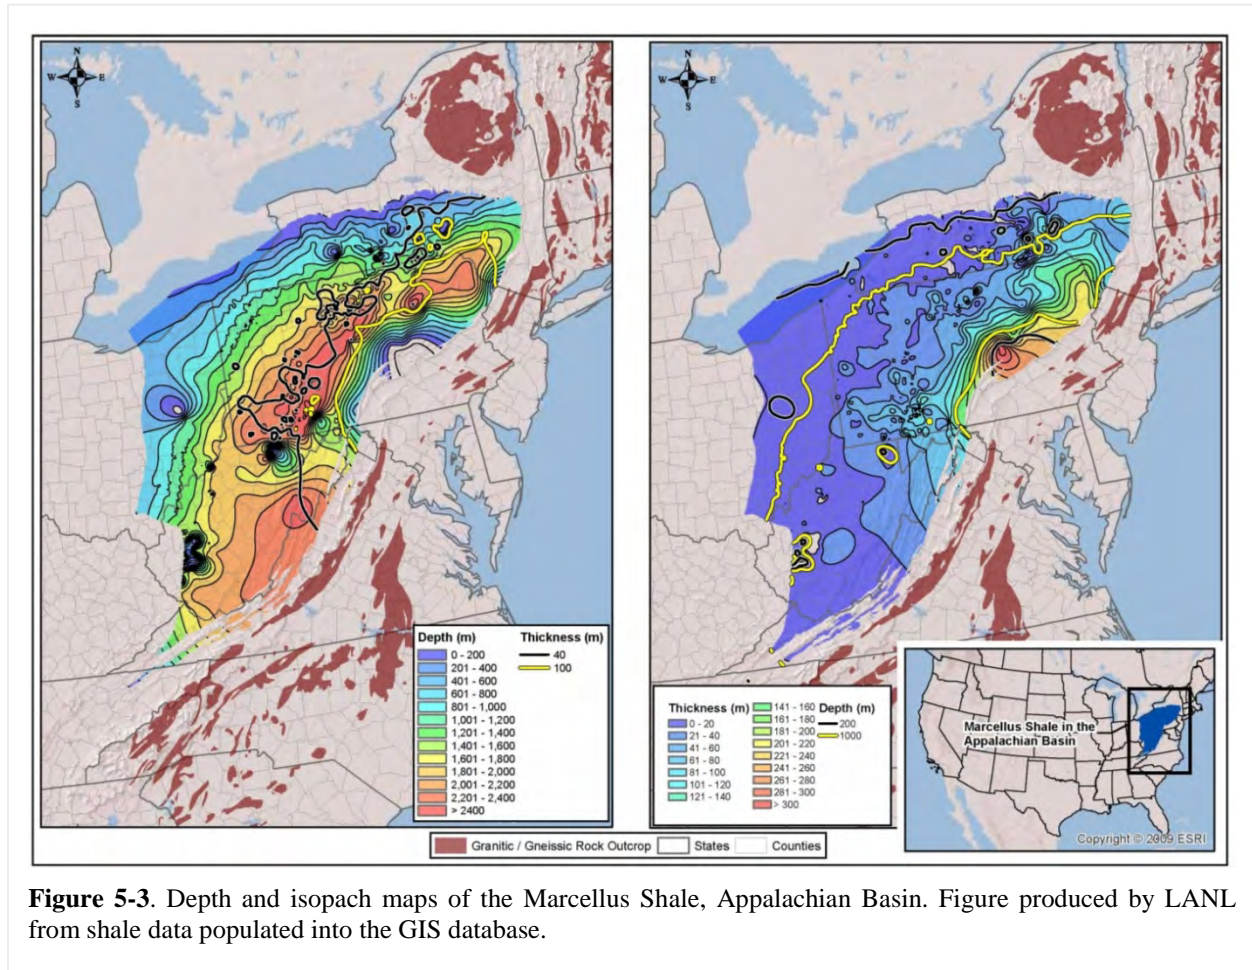 N
W E
S
N
W E
S
Depth (m)
0 - 200
201 - 400
401 - 600
601 - 800
801 - 1,000
1,001 - 1,200
1,201 - 1,400
1,401 - 1,600
1,601 - 1,800
1,801 - 2,000
2,001 - 2,200
2,201 - 2,400
> 2400
Thickness (m)
40
100
Thickness (m)
0 - 20
21 - 40
41 - 60
61 - 80
81 - 100
101 - 120
121 - 140
141 - 160
161 - 180
181 - 200
201 - 220
221 - 240
241 - 260
261 - 280
281 - 300
> 300
Depth (m)
200
1000
Marcellus Shale in the
Appalachian Basin
Copyright © 2009 ESRI
Granitic / Gneissic Rock Outcrop States Counties
Figure 5-3. Depth and isopach maps of the Marcellus Shale, Appalachian Basin. Figure produced by LANL
from shale data populated into the GIS database.